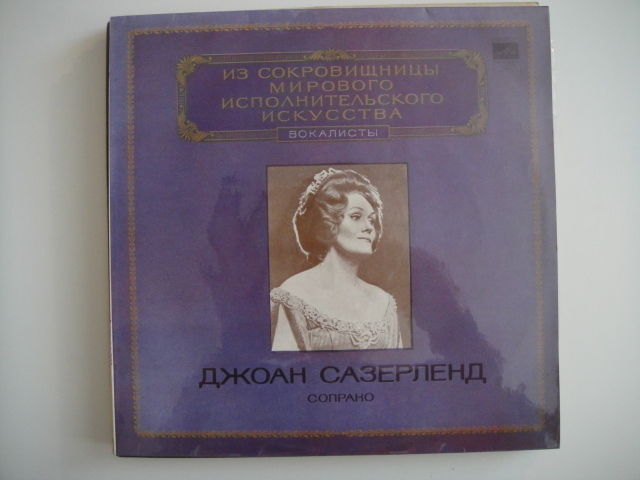 ИЗ СОКРОВИЩНИЦЫ
МИРОВОГО
ИСПОЛНИТЕЛЬСКОГО
ИСКУССТВА
ВОКАЛИСТЫ
ДЖОАН САЗЕРЛЕНД
СОПРАНО